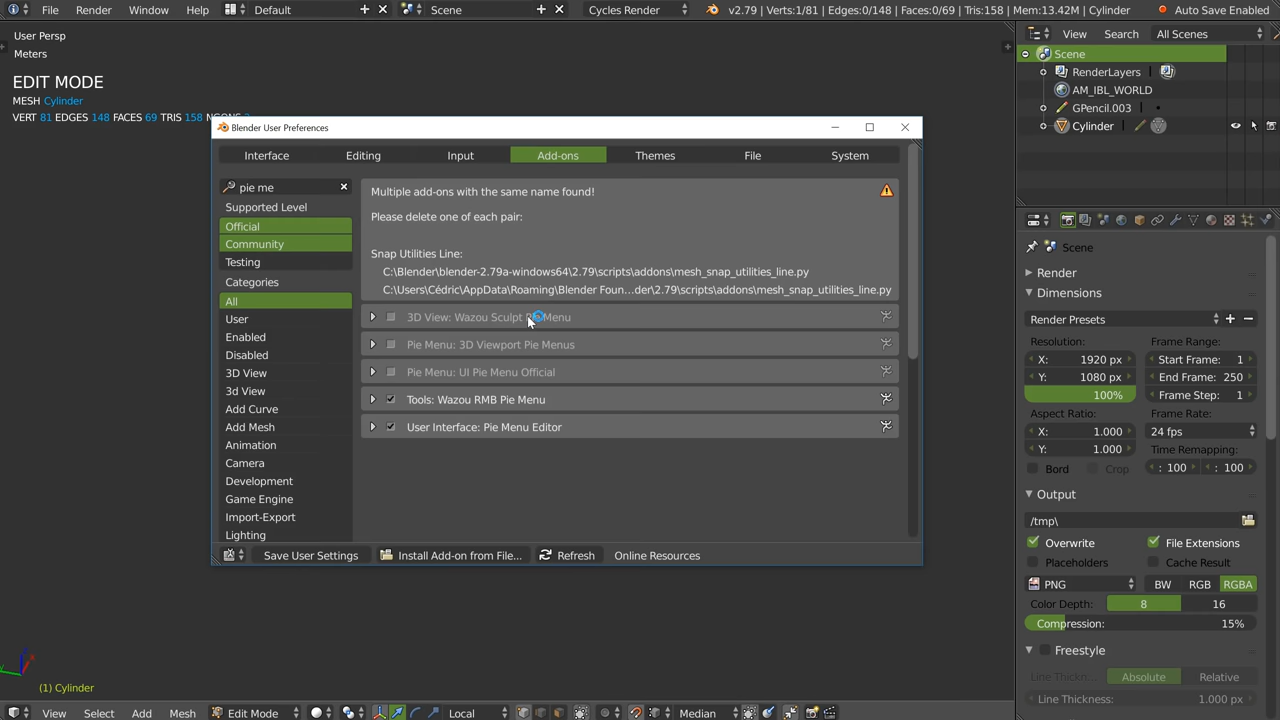 File Render Window Help Default Scene Cycles Render v2.79 | Verts:1/81 | Edges:0/148 | Faces:0/69 | Tris:158 | Mem:13.42M | Cylinder Auto Save Enabled
User Persp
Meters
EDIT MODE
MESH Cylinder
VERT 81 EDGES 148 FACES 69 TRIS 158
Blender User Preferences
Interface Editing Input Add-ons Themes File System
pie me
Supported Level
Official
Community
Testing
Categories
All
User
Enabled
Disabled
3D View
3d View
Add Curve
Add Mesh
Animation
Camera
Development
Game Engine
Import-Export
Lighting
Multiple add-ons with the same name found!
Please delete one of each pair:
Snap Utilities Line:
C:\Blender\blender-2.79a-windows64\2.79\scripts\addons\mesh_snap_utilities_line.py
C:\Users\Cédric\AppData\Roaming\Blender Foun...der\2.79\scripts\addons\mesh_snap_utilities_line.py
3D View: Wazou Sculpt Pie Menu
Pie Menu: 3D Viewport Pie Menus
Pie Menu: UI Pie Menu Official
Tools: Wazou RMB Pie Menu
User Interface: Pie Menu Editor
Save User Settings Install Add-on from File... Refresh Online Resources
(1) Cylinder
View Select Add Mesh Edit Mode Local Median
View Search All Scenes
Scene
RenderLayers
AM_IBL_WORLD
GPencil.003
Cylinder
Scene
Render
Dimensions
Render Presets
Resolution: Frame Range:
X: 1920 px Start Frame: 1
Y: 1080 px End Frame: 250
100% Frame Step: 1
Aspect Ratio: Frame Rate:
X: 1.000 24 fps
Y: 1.000 Time Remapping:
Bord Crop : 100 : 100
Output
/tmp\
Overwrite File Extensions
Placeholders Cache Result
PNG BW RGB RGBA
Color Depth: 8 16
Compression: 15%
Freestyle
Line Thickn... Absolute Relative
Line Thickness: 1.000 px